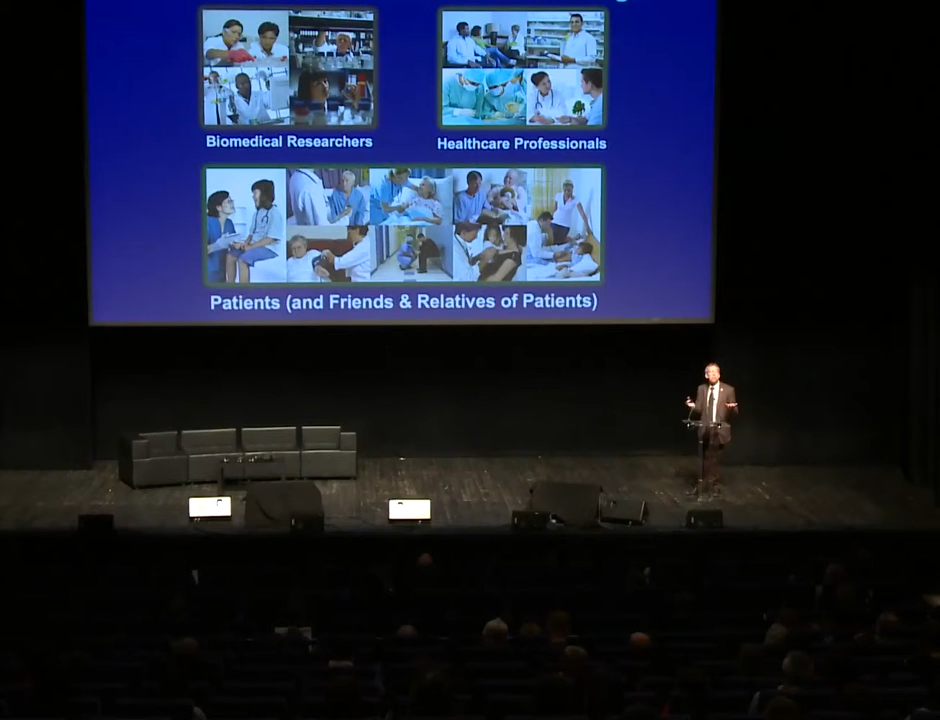 Biomedical Researchers
Healthcare Professionals
Patients (and Friends & Relatives of Patients)